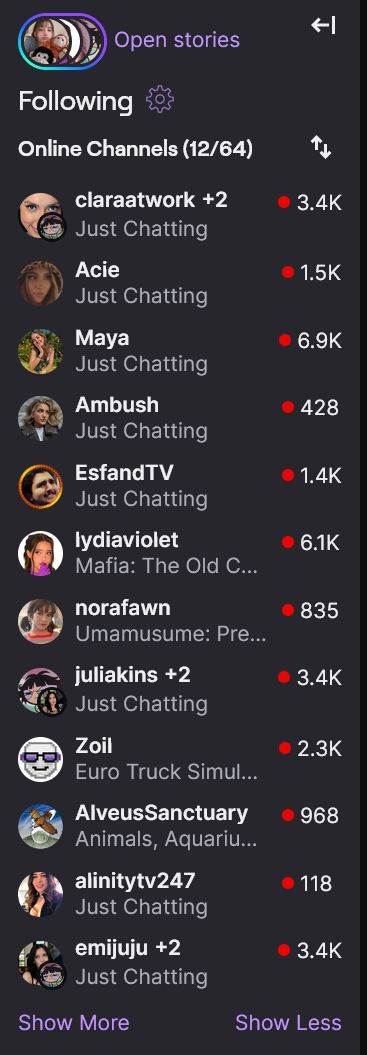 Open stories
Following
Online Channels (12/64)
claraatwork +2 3.4K
Just Chatting
Acie 1.5K
Just Chatting
Maya 6.9K
Just Chatting
Ambush 428
Just Chatting
EsfandTV 1.4K
Just Chatting
lydiaviolet 6.1K
Mafia: The Old C...
norafawn 835
Umamusume: Pre...
juliakins +2 3.4K
Just Chatting
Zoil 2.3K
Euro Truck Simul...
AlveusSanctuary 968
Animals, Aquariu...
alinitytv247 118
Just Chatting
emijuju +2 3.4K
Just Chatting
Show More Show Less